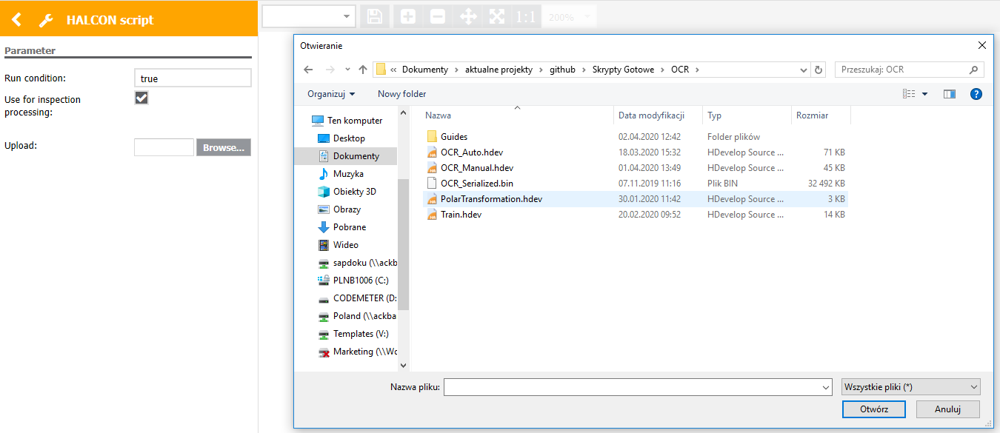 HALCON script
1:1
200%
Parameter
Run condition:
true
Use for inspection
processing:
Upload:
Browse...
Otwieranie
« Dokumenty > aktualne projekty > github > Skrypty Gotowe > OCR >
Przeszukaj: OCR
Organizuj
Nowy folder
?
Ten komputer
Desktop
Dokumenty
Muzyka
Obiekty 3D
Obrazy
Pobrane
Wideo
sapdoku (\\ackb
PLNB1006 (C:)
CODEMETER (D:
Poland (\\ackba
Templates (V:)
Marketing (\\Wo
Nazwa Data modyfikacji Typ Rozmiar
Guides 02.04.2020 12:42 Folder plików
OCR_Auto.hdev 18.03.2020 15:32 HDevelop Source ... 71 KB
OCR_Manual.hdev 01.04.2020 13:49 HDevelop Source ... 45 KB
OCR_Serialized.bin 07.11.2019 11:16 Plik BIN 32 492 KB
PolarTransformation.hdev 30.01.2020 11:42 HDevelop Source ... 3 KB
Train.hdev 20.02.2020 09:52 HDevelop Source ... 14 KB
Nazwa pliku:
Wszystkie pliki (*)
Otwórz
Anuluj